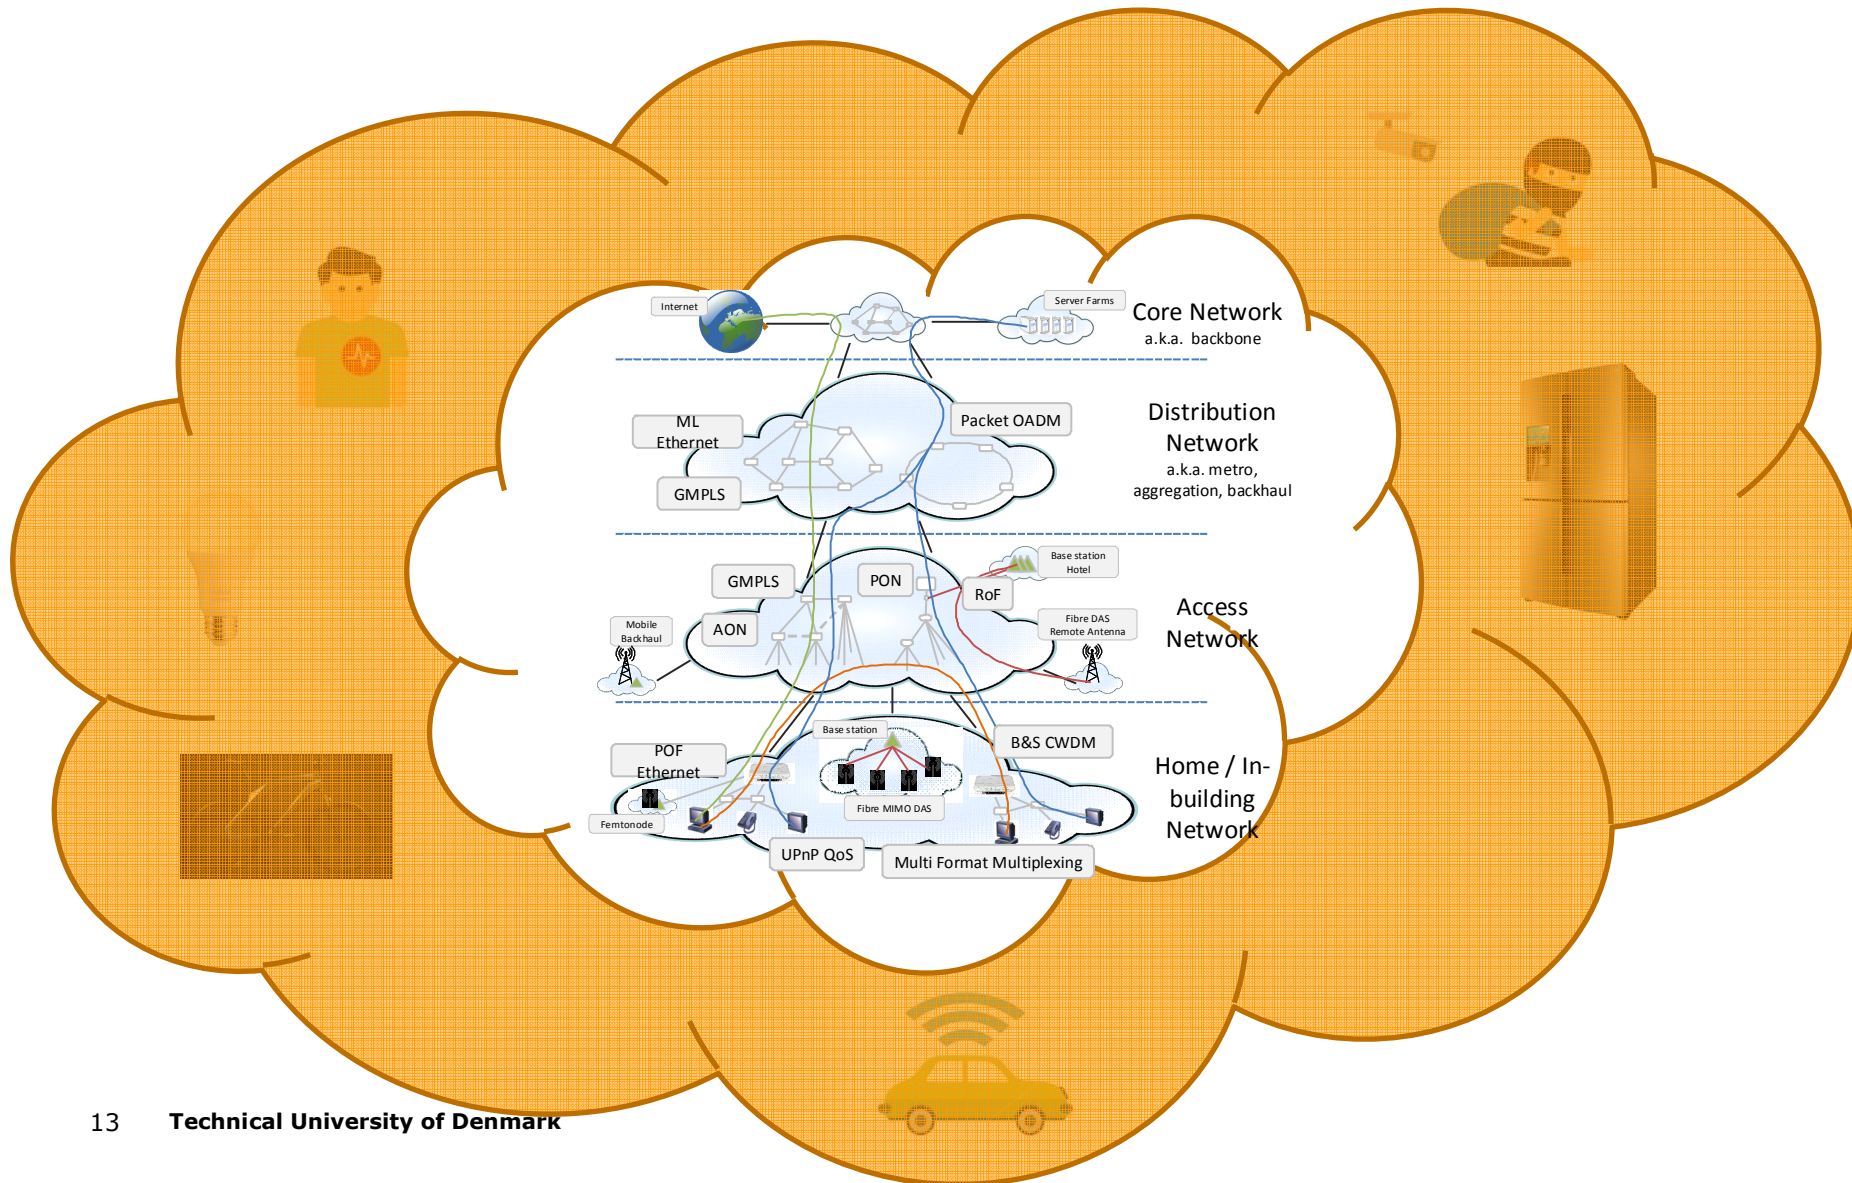 Internet
Server Farms
Core Network
a.k.a. backbone
ML
Ethernet
Packet OADM
GMPLS
Distribution
Network
a.k.a. metro,
aggregation, backhaul
GMPLS
PON
Base station
Hotel
RoF
AON
Mobile
Backhaul
Fibre DAS
Remote Antenna
Access
Network
Base station
B&S CWDM
POF
Ethernet
Fibre MIMO DAS
Femtonode
Home / In-
building
Network
UPnP QoS
Multi Format Multiplexing
13 Technical University of Denmark